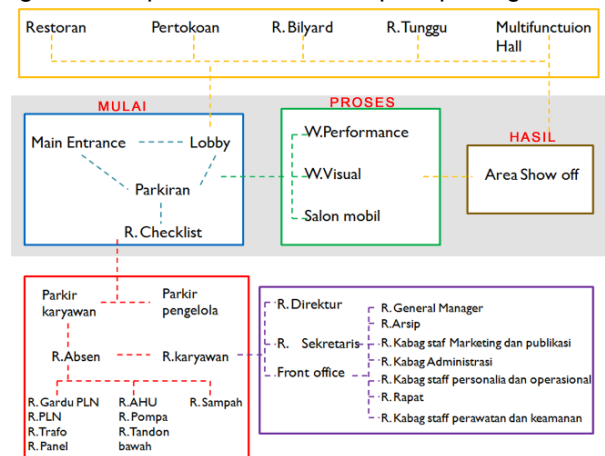 Restoran
Pertokoan
R.Bilyard
R.Tunggu
Multifunctuion
Hall
MULAI
PROSES
HASIL
Main Entrance
Lobby
Parkiran
R. Checklist
W.Performance
W.Visual
Salon mobil
Area Show off
Parkir
karyawan
Parkir
pengelola
R.Absen
R.karyawan
R.Gardu PLN
R.PLN
R.Trafo
R.Panel
R.AHU
R. Pompa
R.Tandon
bawah
R.Sampah
R. Direktur
R. Sekretaris
Front office
R. General Manager
R.Arsip
R. Kabag staf Marketing dan publikasi
R. Kabag Administrasi
R. Kabag staff personalia dan operasional
R. Rapat
R. Kabag staff perawatan dan keamanan